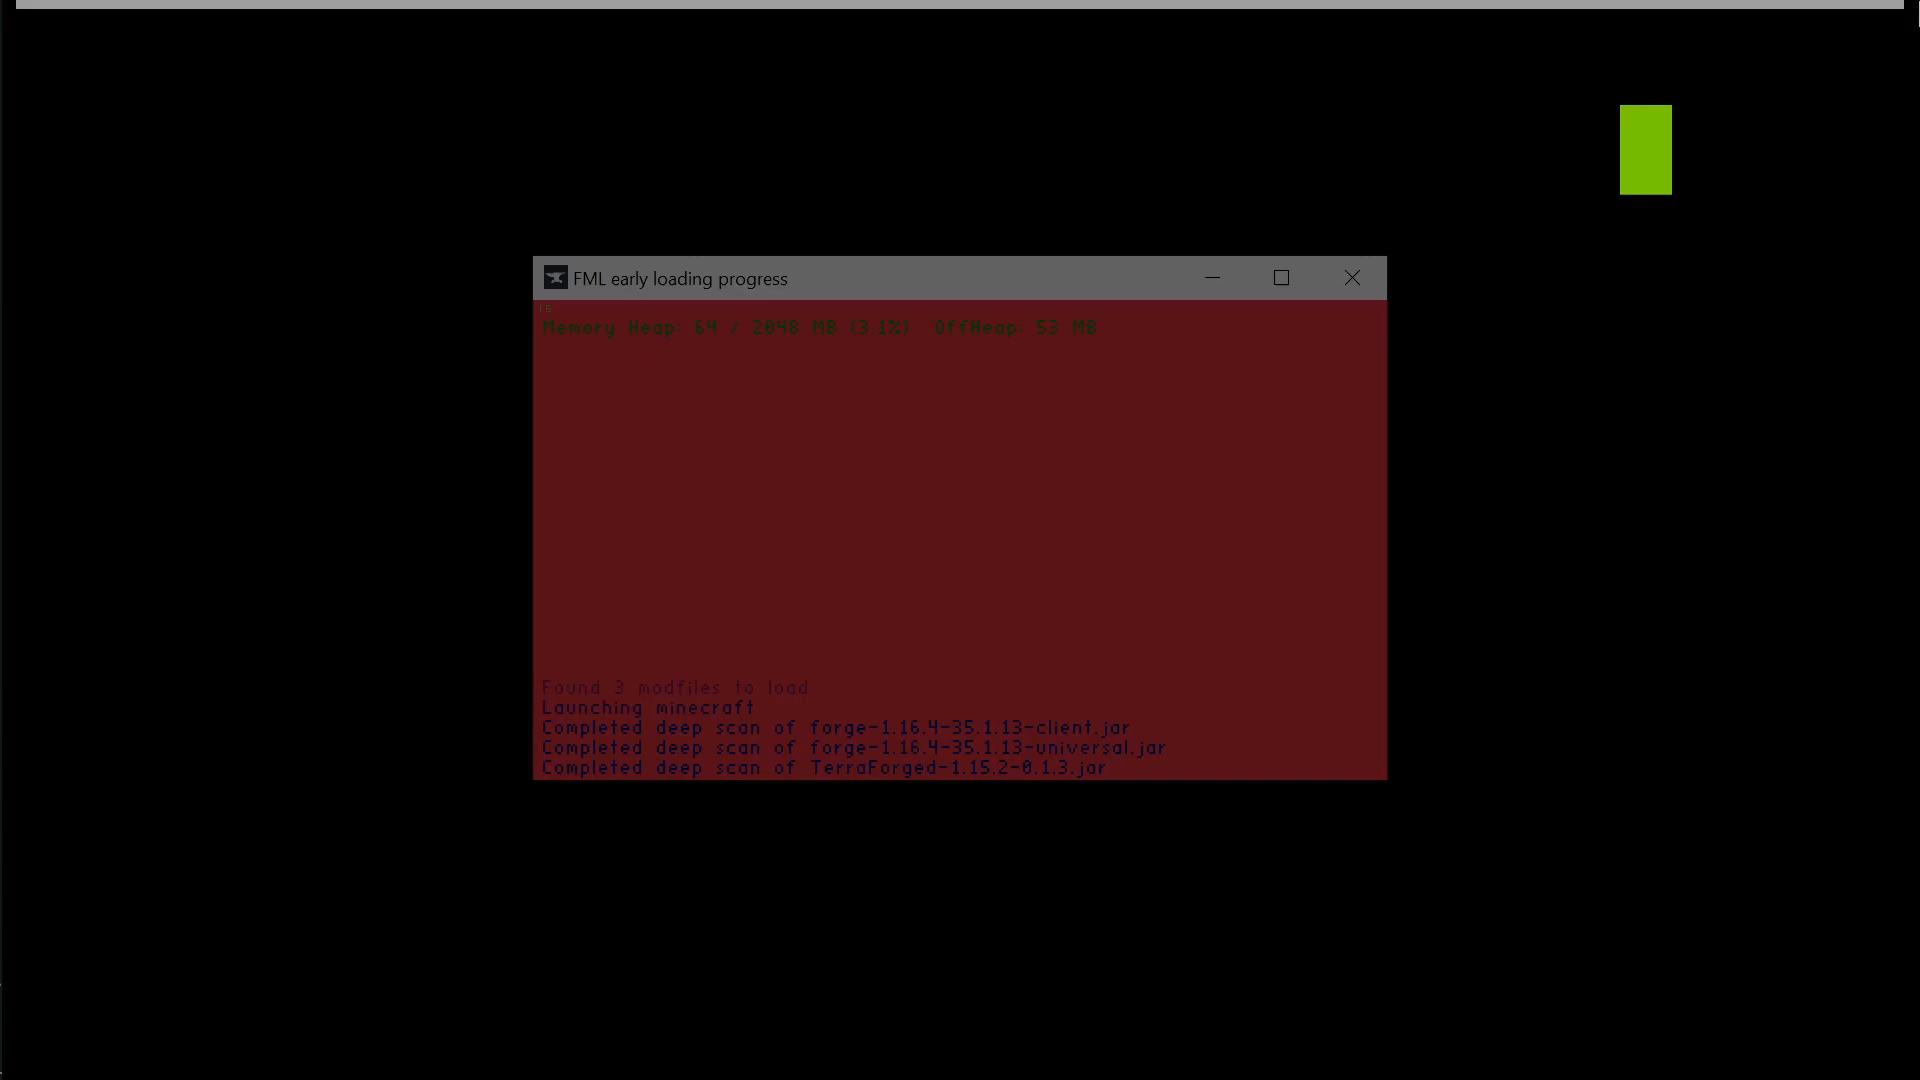 FML early loading progress
Memory Heap: 64 / 2048 MB (3.1%) OffHeap: 53 MB
Found 3 modfiles to load
Launching minecraft
Completed deep scan of forge-1.16.4-35.1.13-client.jar
Completed deep scan of forge-1.16.4-35.1.13-universal.jar
Completed deep scan of TerraForged-1.15.2-0.1.3.jar